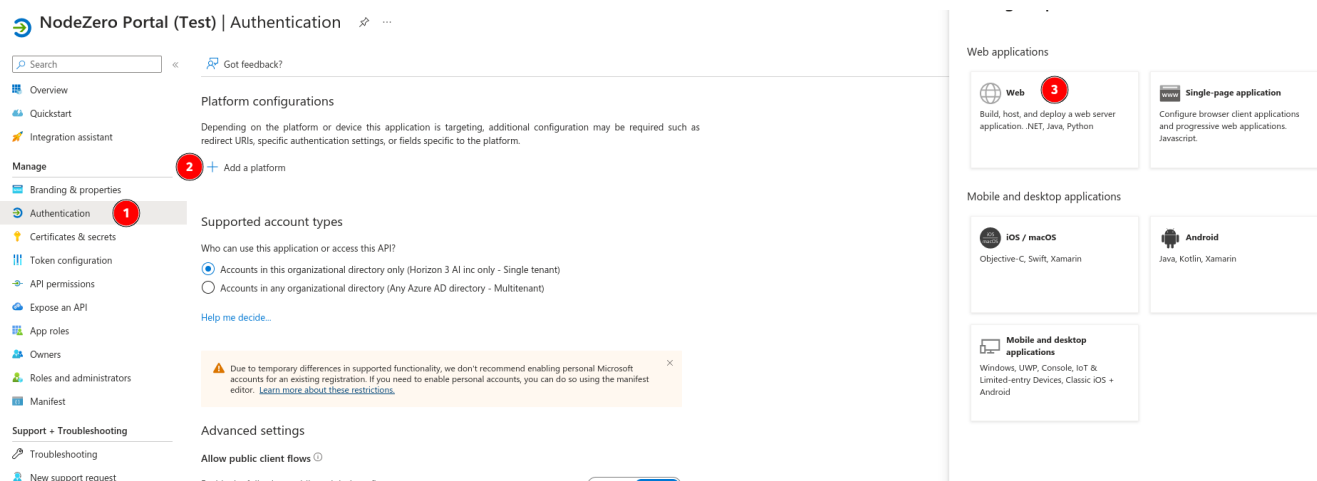 NodeZero Portal (Test) | Authentication
Search
Overview
Quickstart
Integration assistant
Manage
Branding & properties
Authentication
1
Certificates & secrets
Token configuration
API permissions
Expose an API
App roles
Owners
Roles and administrators
Manifest
Support + Troubleshooting
Troubleshooting
New support request
Got feedback?
Platform configurations
Depending on the platform or device this application is targeting, additional configuration may be required such as
redirect URIs, specific authentication settings, or fields specific to the platform.
2
Add a platform
Supported account types
Who can use this application or access this API?
Accounts in this organizational directory only (Horizon 3 AI inc only - Single tenant)
Accounts in any organizational directory (Any Azure AD directory - Multitenant)
Help me decide...
Due to temporary differences in supported functionality, we don't recommend enabling personal Microsoft
accounts for an existing registration. If you need to enable personal accounts, you can do so using the manifest
editor. Learn more about these restrictions.
Advanced settings
Allow public client flows
Web applications
Web
3
Build, host, and deploy a web server
application. .NET, Java, Python
www
Single-page application
Configure browser client applications
and progressive web applications.
Javascript.
Mobile and desktop applications
iOS
macOS
iOS / macOS
Objective-C, Swift, Xamarin
Android
Java, Kotlin, Xamarin
Mobile and desktop
applications
Windows, UWP, Console, IoT &
Limited-entry Devices, Classic iOS +
Android